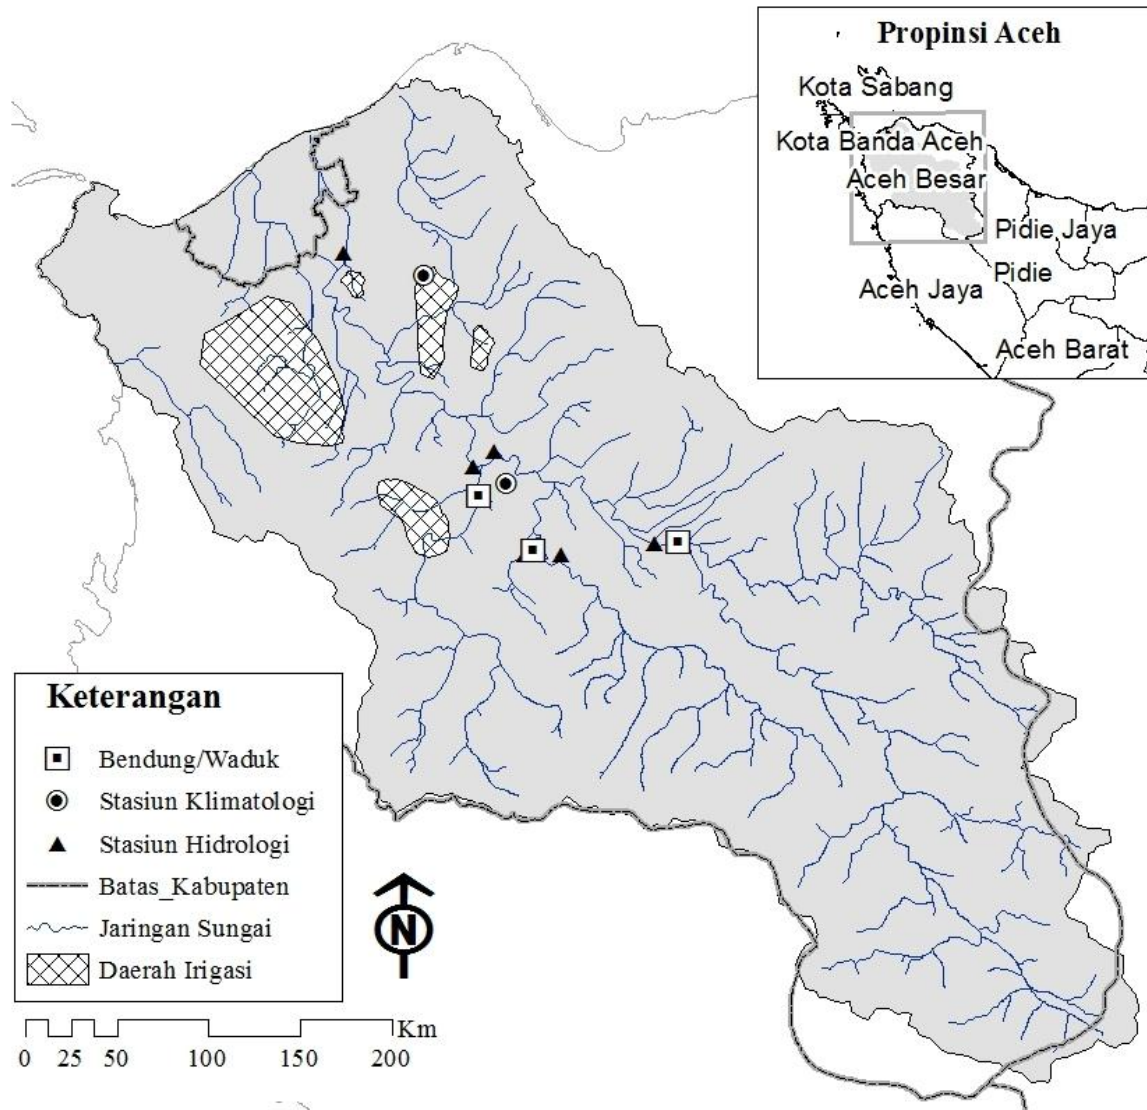 Propinsi Aceh
Kota Sabang
Kota Banda Aceh
Aceh Besar
Pidie Jaya
Pidie
Aceh Jaya
Aceh Barat
Keterangan
Bendung/Waduk
Stasiun Klimatologi
Stasiun Hidrologi
Batas_Kabupaten
Jaringan Sungai
Daerah Irigasi
N
Km
0 25 50 100 150 200